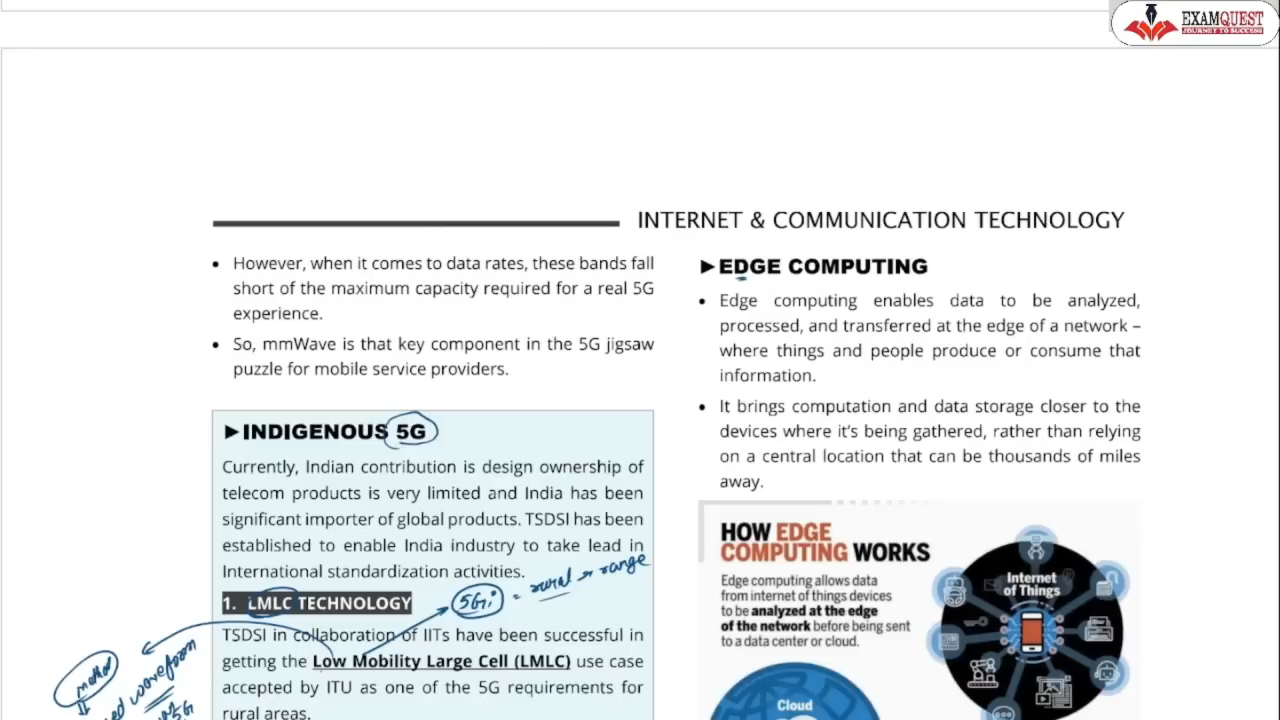 EXAMQUEST
JOURNEY TO SUCCESS
INTERNET & COMMUNICATION TECHNOLOGY
• However, when it comes to data rates, these bands fall
short of the maximum capacity required for a real 5G
experience.
• So, mmWave is that key component in the 5G jigsaw
puzzle for mobile service providers.
►INDIGENOUS 5G
Currently, Indian contribution is design ownership of
telecom products is very limited and India has been
significant importer of global products. TSDSI has been
established to enable India industry to take lead in
International standardization activities.
1. LMLC TECHNOLOGY
5Gi = rural → range
TSDSI in collaboration of IITs have been successful in
getting the Low Mobility Large Cell (LMLC) use case
accepted by ITU as one of the 5G requirements for
rural areas.
waveform
5G
►EDGE COMPUTING
• Edge computing enables data to be analyzed,
processed, and transferred at the edge of a network –
where things and people produce or consume that
information.
• It brings computation and data storage closer to the
devices where it's being gathered, rather than relying
on a central location that can be thousands of miles
away.
HOW EDGE
COMPUTING WORKS
Edge computing allows data
from internet of things devices
to be analyzed at the edge
of the network before being sent
to a data center or cloud.
Internet
of Things
Cloud